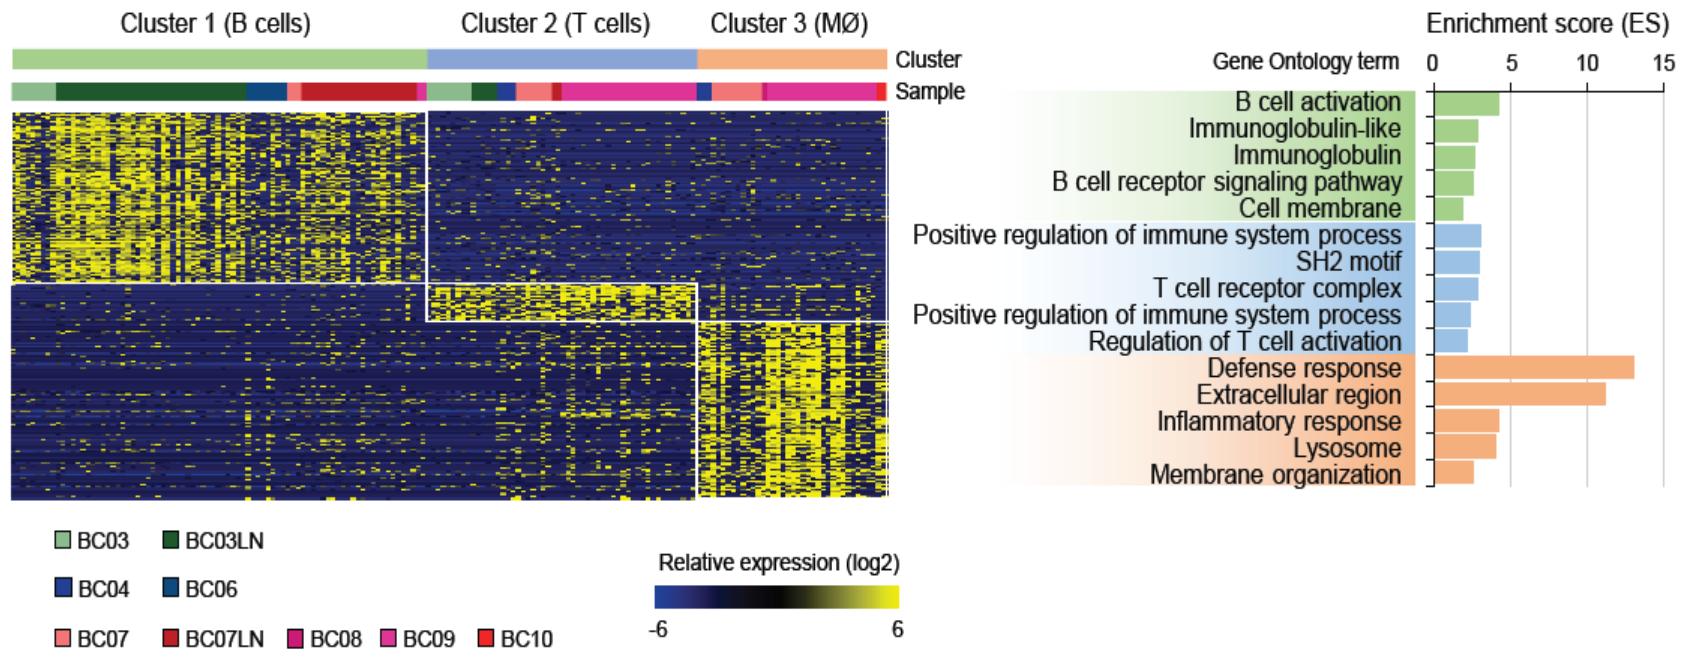 Cluster 1 (B cells) Cluster 2 (T cells) Cluster 3 (MØ) Enrichment score (ES)
Cluster Gene Ontology term 0 5 10 15
Sample
B cell activation
Immunoglobulin-like
Immunoglobulin
B cell receptor signaling pathway
Cell membrane
Positive regulation of immune system process
SH2 motif
T cell receptor complex
Positive regulation of immune system process
Regulation of T cell activation
Defense response
Extracellular region
Inflammatory response
Lysosome
Membrane organization
BC03 BC03LN
BC04 BC06
BC07 BC07LN BC08 BC09 BC10
Relative expression (log2)
-6 6